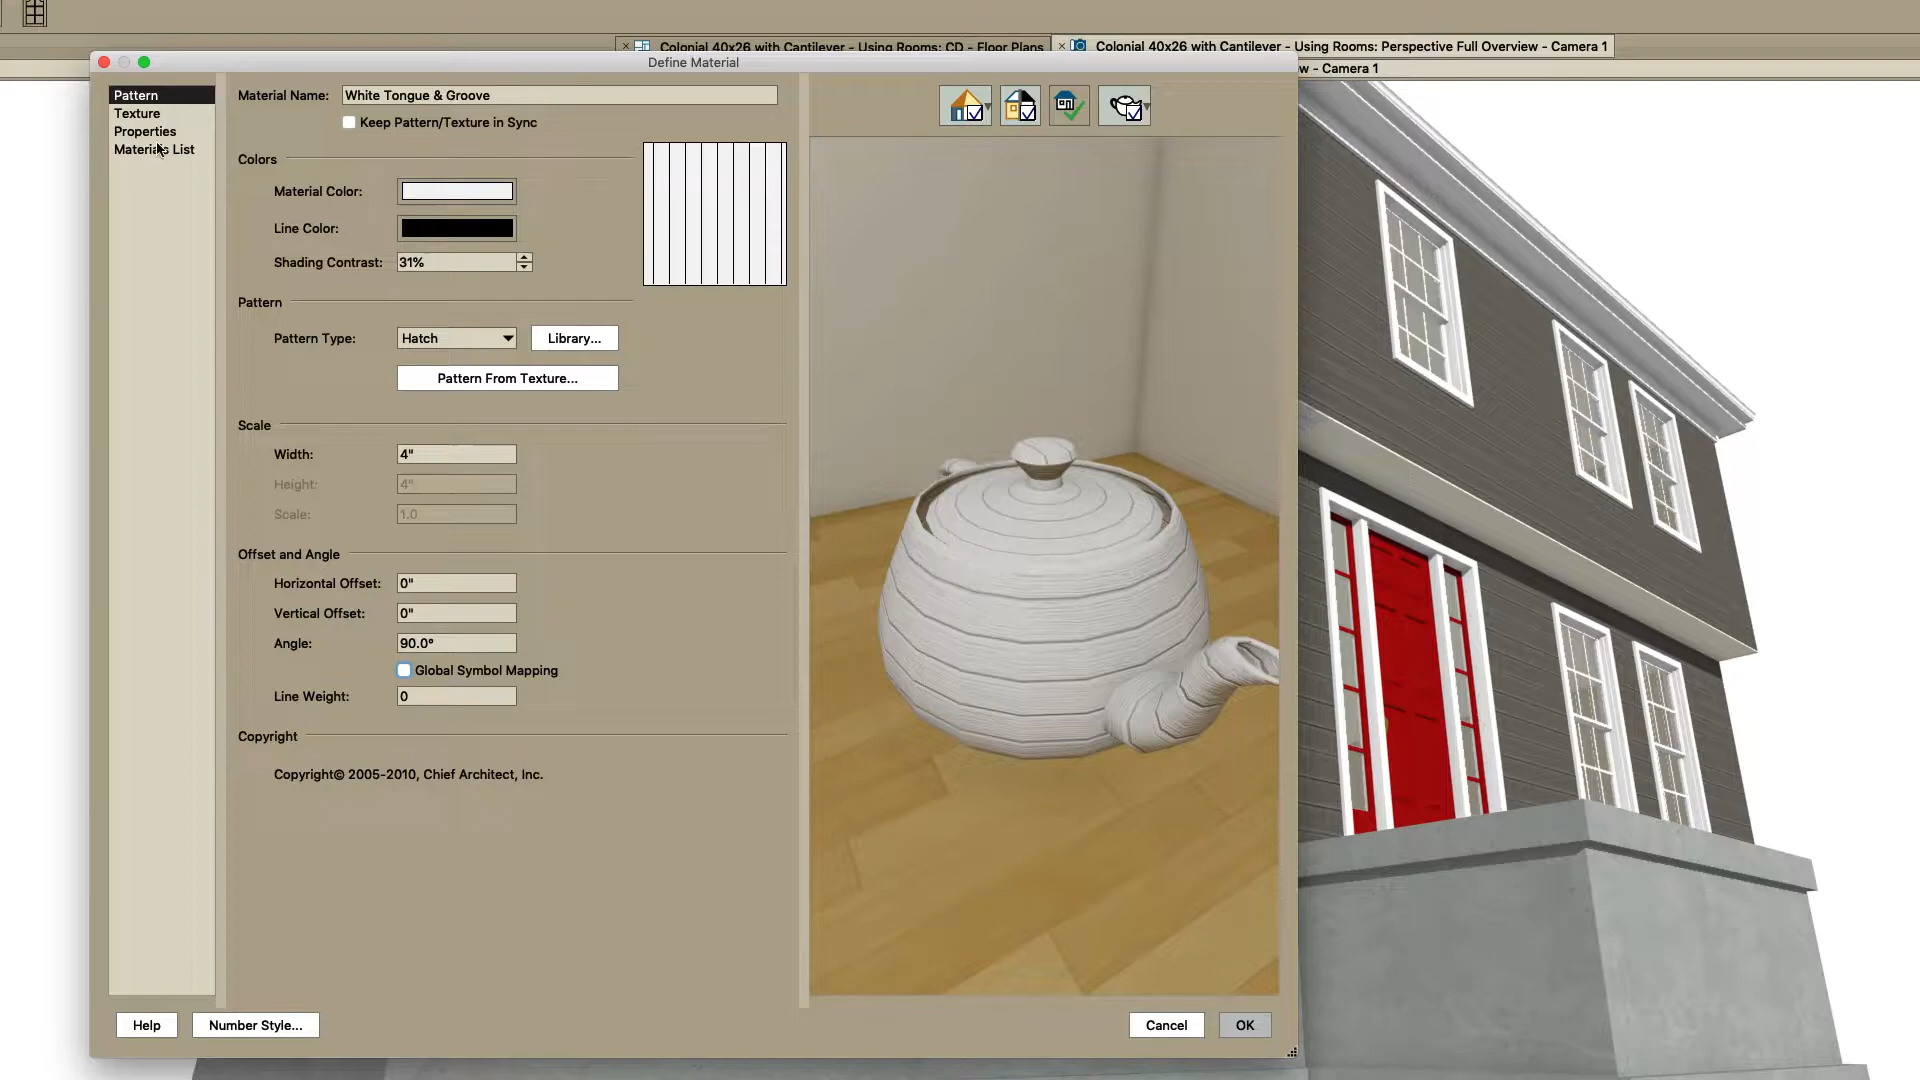 Colonial 40x26 with Cantilever - Using Rooms: CD - Floor Plans
Colonial 40x26 with Cantilever - Using Rooms: Perspective Full Overview - Camera 1
Define Material
w - Camera 1
Pattern
Texture
Properties
Materials List
Material Name: White Tongue & Groove
Keep Pattern/Texture in Sync
Colors
Material Color:
Line Color:
Shading Contrast: 31%
Pattern
Pattern Type: Hatch Library...
Pattern From Texture...
Scale
Width: 4"
Height: 4"
Scale: 1.0
Offset and Angle
Horizontal Offset: 0"
Vertical Offset: 0"
Angle: 90.0°
Global Symbol Mapping
Line Weight: 0
Copyright
Copyright© 2005-2010, Chief Architect, Inc.
Help Number Style... Cancel OK